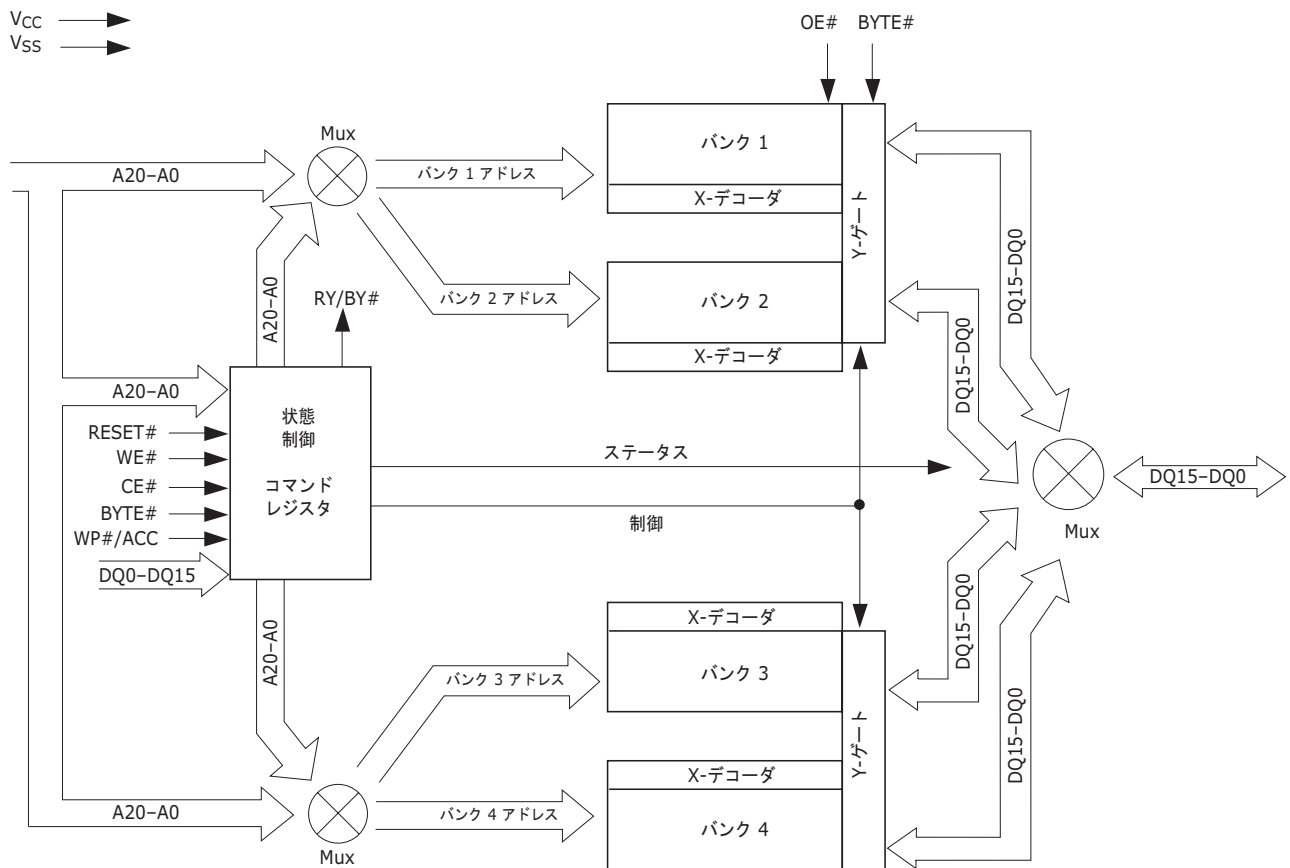 VCC
VSS
OE# BYTE#
Mux
A20–A0
バンク 1 アドレス
バンク 1
X-デコーダ
Y-ゲート
DQ15–DQ0
A20–A0
RY/BY#
バンク 2 アドレス
バンク 2
X-デコーダ
DQ15–DQ0
A20–A0
RESET#
WE#
CE#
BYTE#
WP#/ACC
DQ0–DQ15
状態
制御
コマンド
レジスタ
ステータス
制御
DQ15–DQ0
Mux
A20–A0
バンク 3 アドレス
X-デコーダ
バンク 3
Y-ゲート
DQ15–DQ0
DQ15–DQ0
A20–A0
Mux
バンク 4 アドレス
X-デコーダ
バンク 4